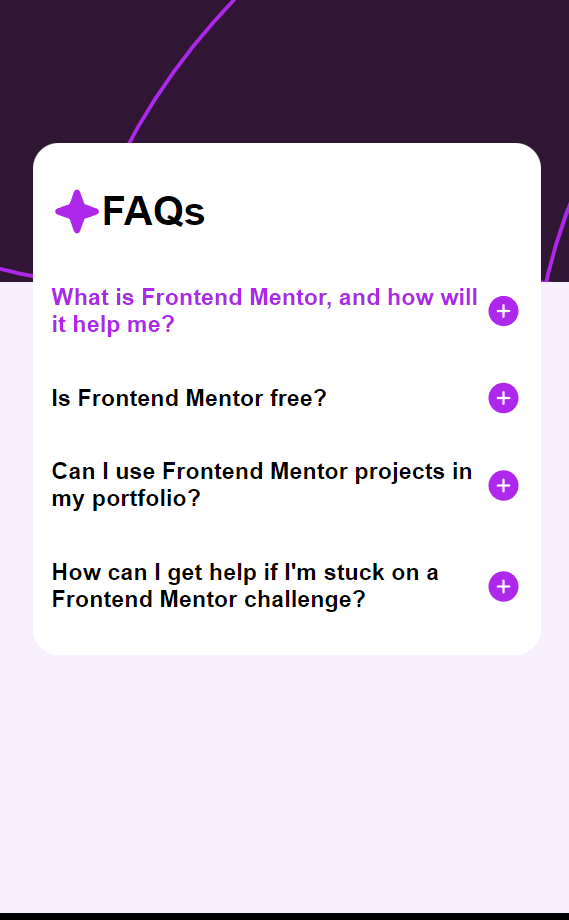 FAQs
What is Frontend Mentor, and how will
it help me?
Is Frontend Mentor free?
Can I use Frontend Mentor projects in
my portfolio?
How can I get help if I'm stuck on a
Frontend Mentor challenge?